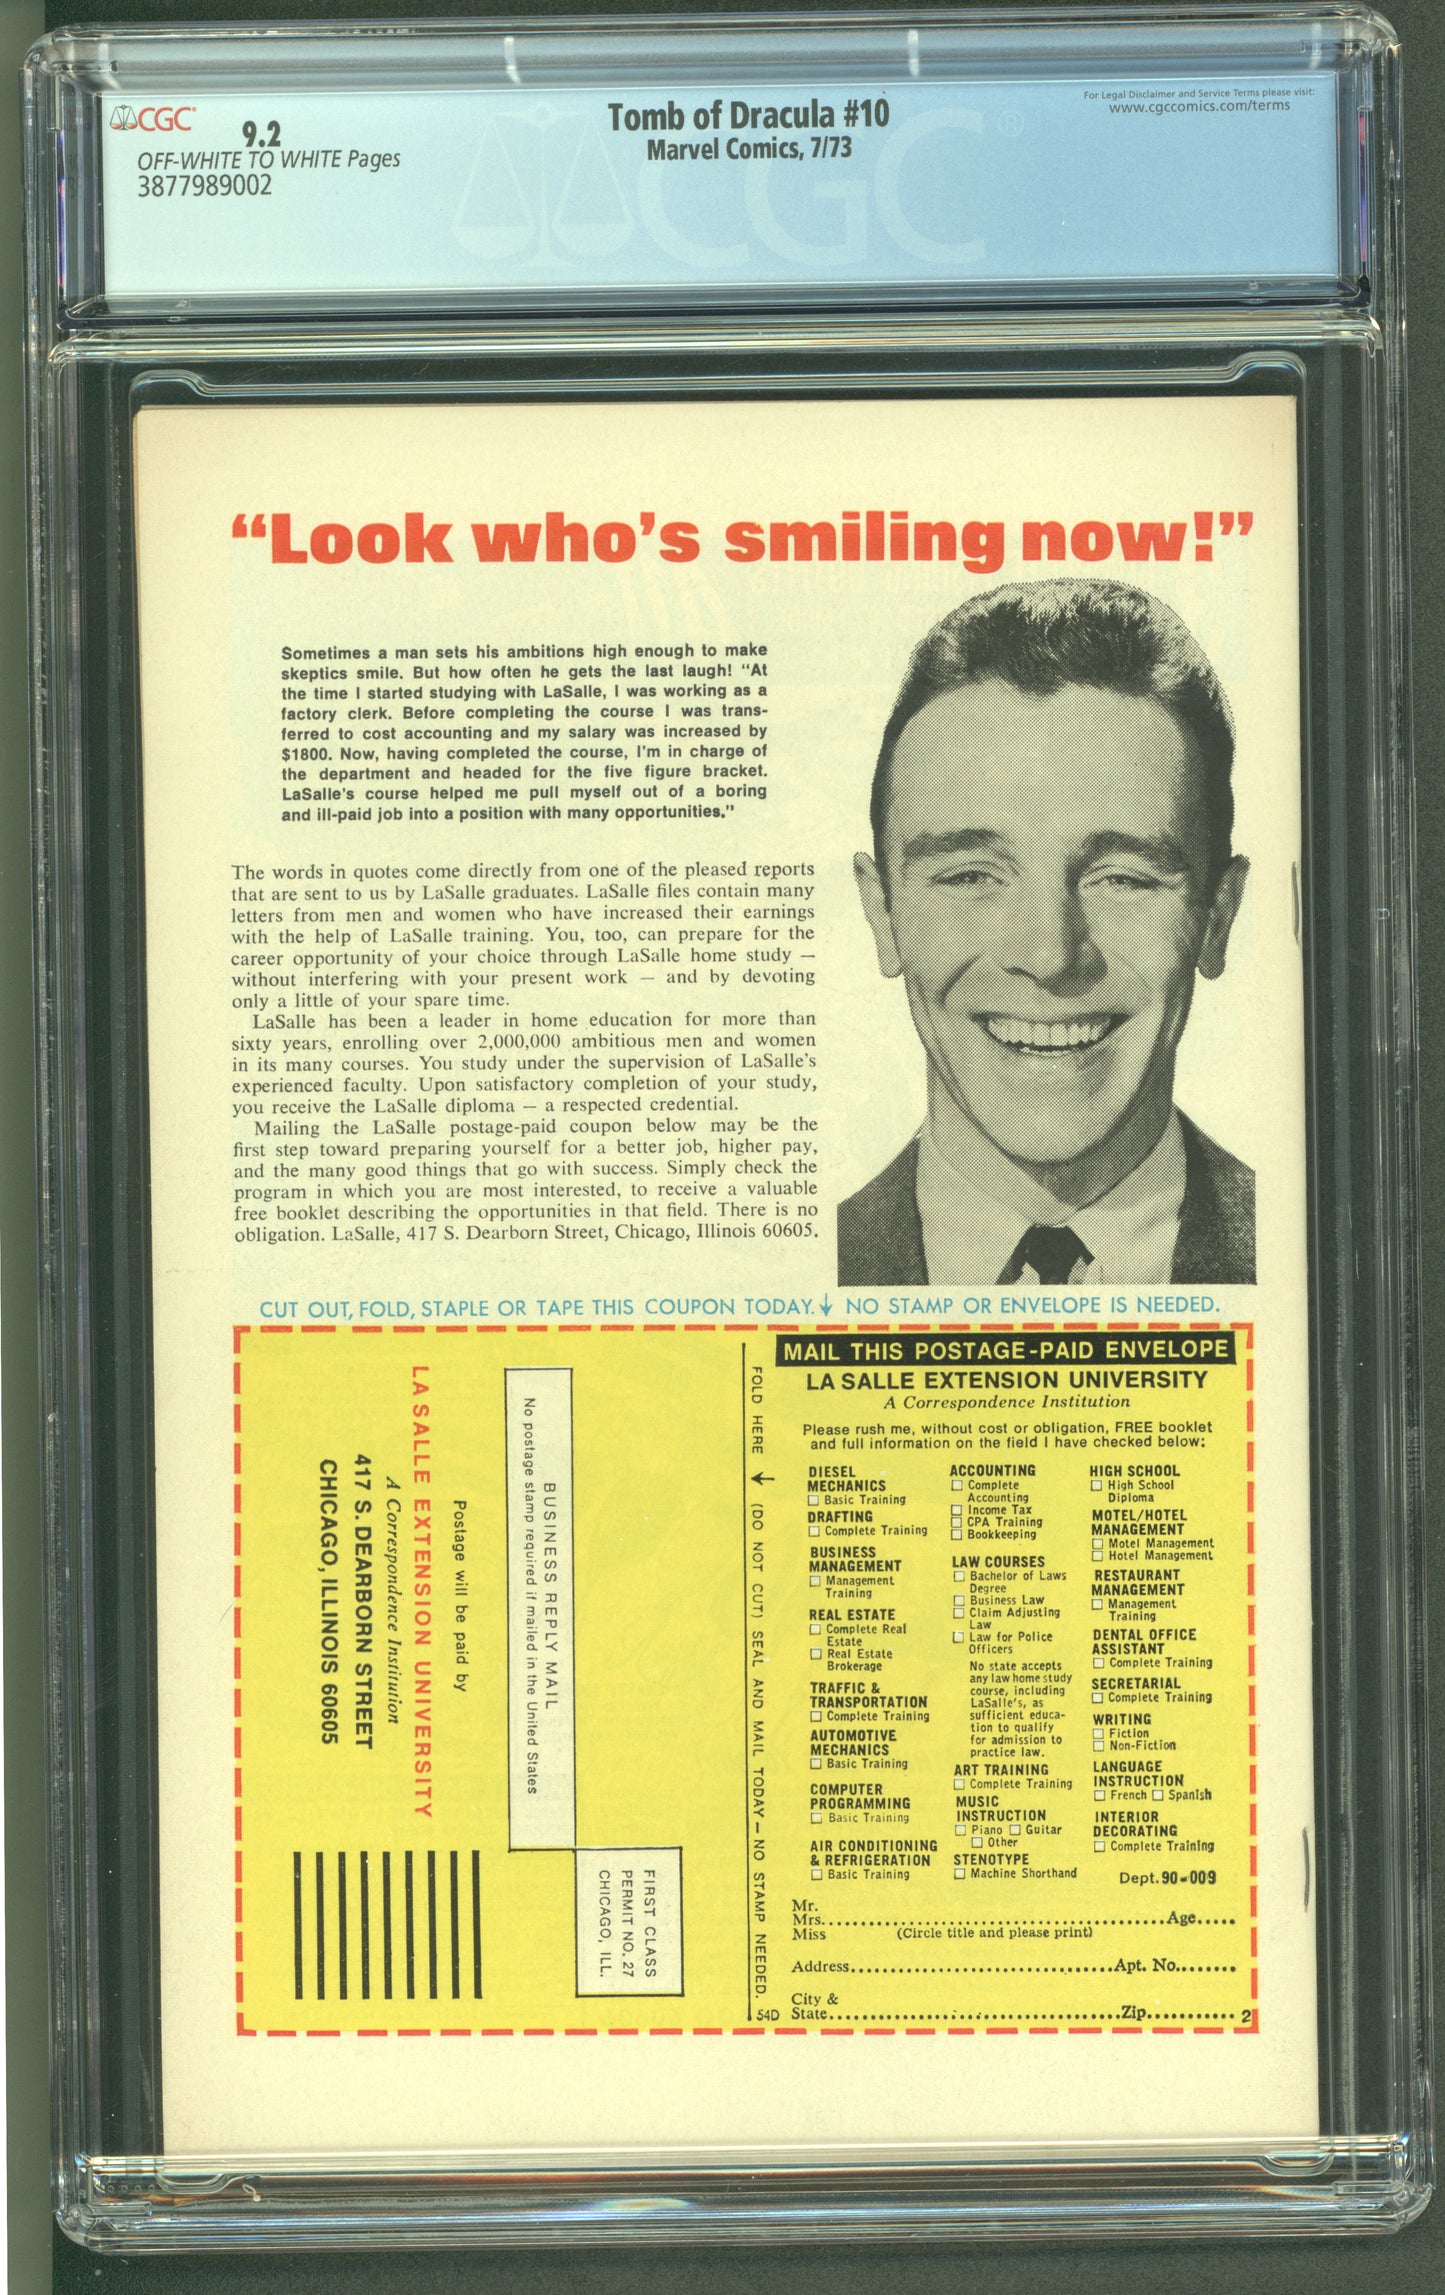 CGC
9.2
OFF-WHITE TO WHITE Pages
3877989002
Tomb of Dracula #10
Marvel Comics, 7/73
For Legal Disclaimer and Service Terms please visit:
www.cgccomics.com/terms
CGC
“Look who’s smiling now!”
Sometimes a man sets his ambitions high enough to make
skeptics smile. But how often he gets the last laugh! “At
the time I started studying with LaSalle, I was working as a
factory clerk. Before completing the course I was trans-
ferred to cost accounting and my salary was increased by
$1800. Now, having completed the course, I’m in charge of
the department and headed for the five figure bracket.
LaSalle’s course helped me pull myself out of a boring
and ill-paid job into a position with many opportunities.”
The words in quotes come directly from one of the pleased reports
that are sent to us by LaSalle graduates. LaSalle files contain many
letters from men and women who have increased their earnings
with the help of LaSalle training. You, too, can prepare for the
career opportunity of your choice through LaSalle home study —
without interfering with your present work — and by devoting
only a little of your spare time.
LaSalle has been a leader in home education for more than
sixty years, enrolling over 2,000,000 ambitious men and women
in its many courses. You study under the supervision of LaSalle’s
experienced faculty. Upon satisfactory completion of your study,
you receive the LaSalle diploma — a respected credential.
Mailing the LaSalle postage-paid coupon below may be the
first step toward preparing yourself for a better job, higher pay,
and the many good things that go with success. Simply check the
program in which you are most interested, to receive a valuable
free booklet describing the opportunities in that field. There is no
obligation. LaSalle, 417 S. Dearborn Street, Chicago, Illinois 60605.
CUT OUT, FOLD, STAPLE OR TAPE THIS COUPON TODAY.↓ NO STAMP OR ENVELOPE IS NEEDED.
FIRST CLASS
PERMIT NO. 27
CHICAGO, ILL.
BUSINESS REPLY MAIL
No postage stamp required if mailed in the United States
Postage will be paid by
LASALLE EXTENSION UNIVERSITY
A Correspondence Institution
417 S. DEARBORN STREET
CHICAGO, ILLINOIS 60605
FOLD HERE ↓ (DO NOT CUT) SEAL AND MAIL TODAY — NO STAMP NEEDED.
54D
MAIL THIS POSTAGE-PAID ENVELOPE
LA SALLE EXTENSION UNIVERSITY
A Correspondence Institution
Please rush me, without cost or obligation, FREE booklet
and full information on the field I have checked below:
DIESEL
MECHANICS
☐ Basic Training
DRAFTING
☐ Complete Training
BUSINESS
MANAGEMENT
☐ Management
Training
REAL ESTATE
☐ Complete Real
Estate
☐ Real Estate
Brokerage
TRAFFIC &
TRANSPORTATION
☐ Complete Training
AUTOMOTIVE
MECHANICS
☐ Basic Training
COMPUTER
PROGRAMMING
☐ Basic Training
AIR CONDITIONING
& REFRIGERATION
☐ Basic Training
ACCOUNTING
☐ Complete
Accounting
☐ Income Tax
☐ CPA Training
☐ Bookkeeping
LAW COURSES
☐ Bachelor of Laws
Degree
☐ Business Law
☐ Claim Adjusting
Law
☐ Law for Police
Officers
No state accepts
any law home study
course, including
LaSalle’s, as
sufficient educa-
tion to qualify
for admission to
practice law.
ART TRAINING
☐ Complete Training
MUSIC
INSTRUCTION
☐ Piano ☐ Guitar
☐ Other
STENOTYPE
☐ Machine Shorthand
HIGH SCHOOL
☐ High School
Diploma
MOTEL/HOTEL
MANAGEMENT
☐ Motel Management
☐ Hotel Management
RESTAURANT
MANAGEMENT
☐ Management
Training
DENTAL OFFICE
ASSISTANT
☐ Complete Training
SECRETARIAL
☐ Complete Training
WRITING
☐ Fiction
☐ Non-Fiction
LANGUAGE
INSTRUCTION
☐ French ☐ Spanish
INTERIOR
DECORATING
☐ Complete Training
Dept. 90-009
Mr.
Mrs. Age
Miss (Circle title and please print)
Address Apt. No.
City &
State Zip 2